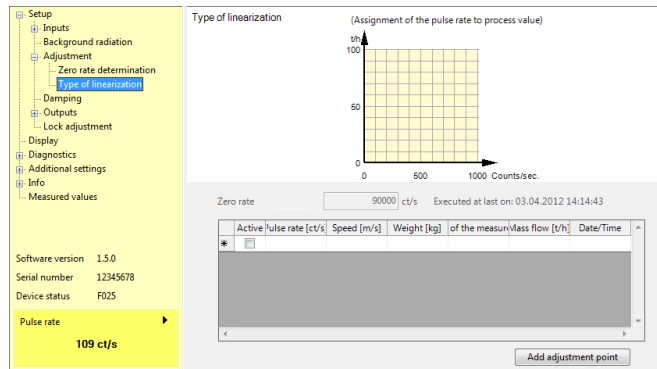 Setup
Inputs
Background radiation
Adjustment
Zero rate determination
Type of linearization
Damping
Outputs
Lock adjustment
Display
Diagnostics
Additional settings
Info
Measured values
Software version 1.5.0
Serial number 12345678
Device status F025
Pulse rate
109 ct/s
Type of linearization
(Assignment of the pulse rate to process value)
t/h
100
50
0
0 500 1000 Counts/sec.
Zero rate 90000 ct/s Executed at last on: 03.04.2012 14:14:43
Active Pulse rate [ct/s Speed [m/s] Weight [kg] of the measure Mass flow [t/h] Date/Time
Add adjustment point